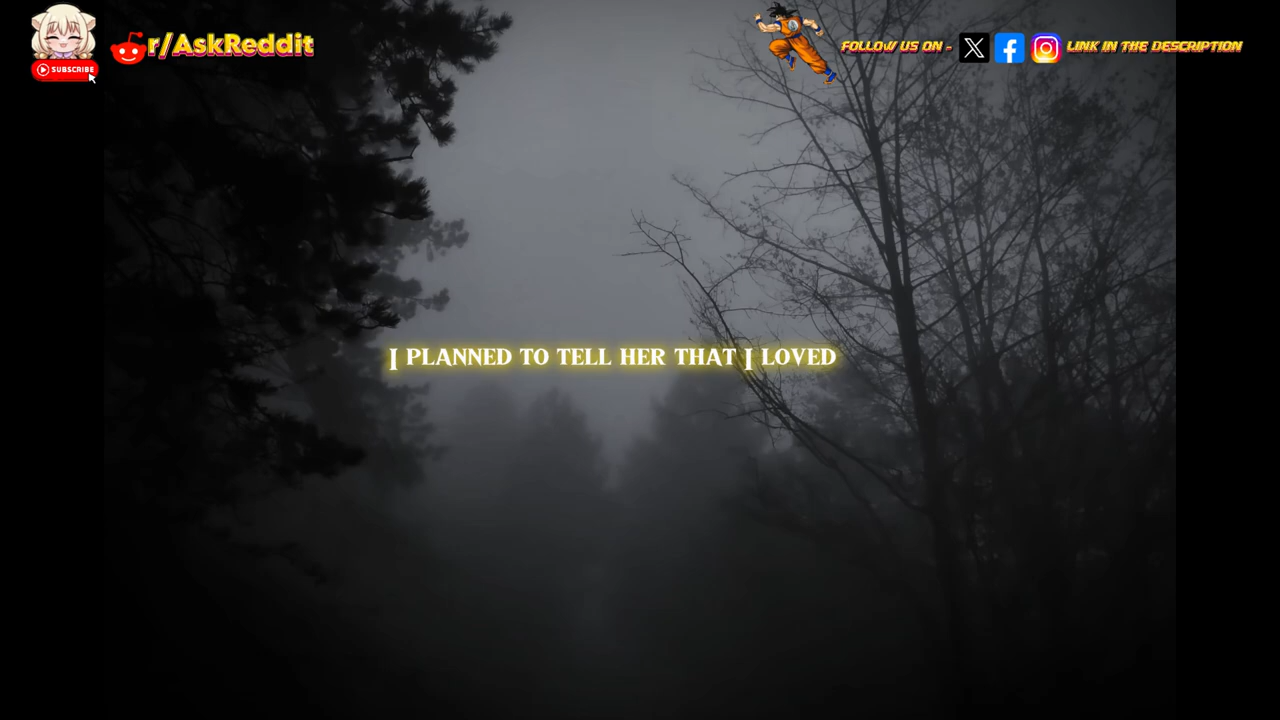 SUBSCRIBE
r/AskReddit
FOLLOW US ON -
LINK IN THE DESCRIPTION
I PLANNED TO TELL HER THAT I LOVED